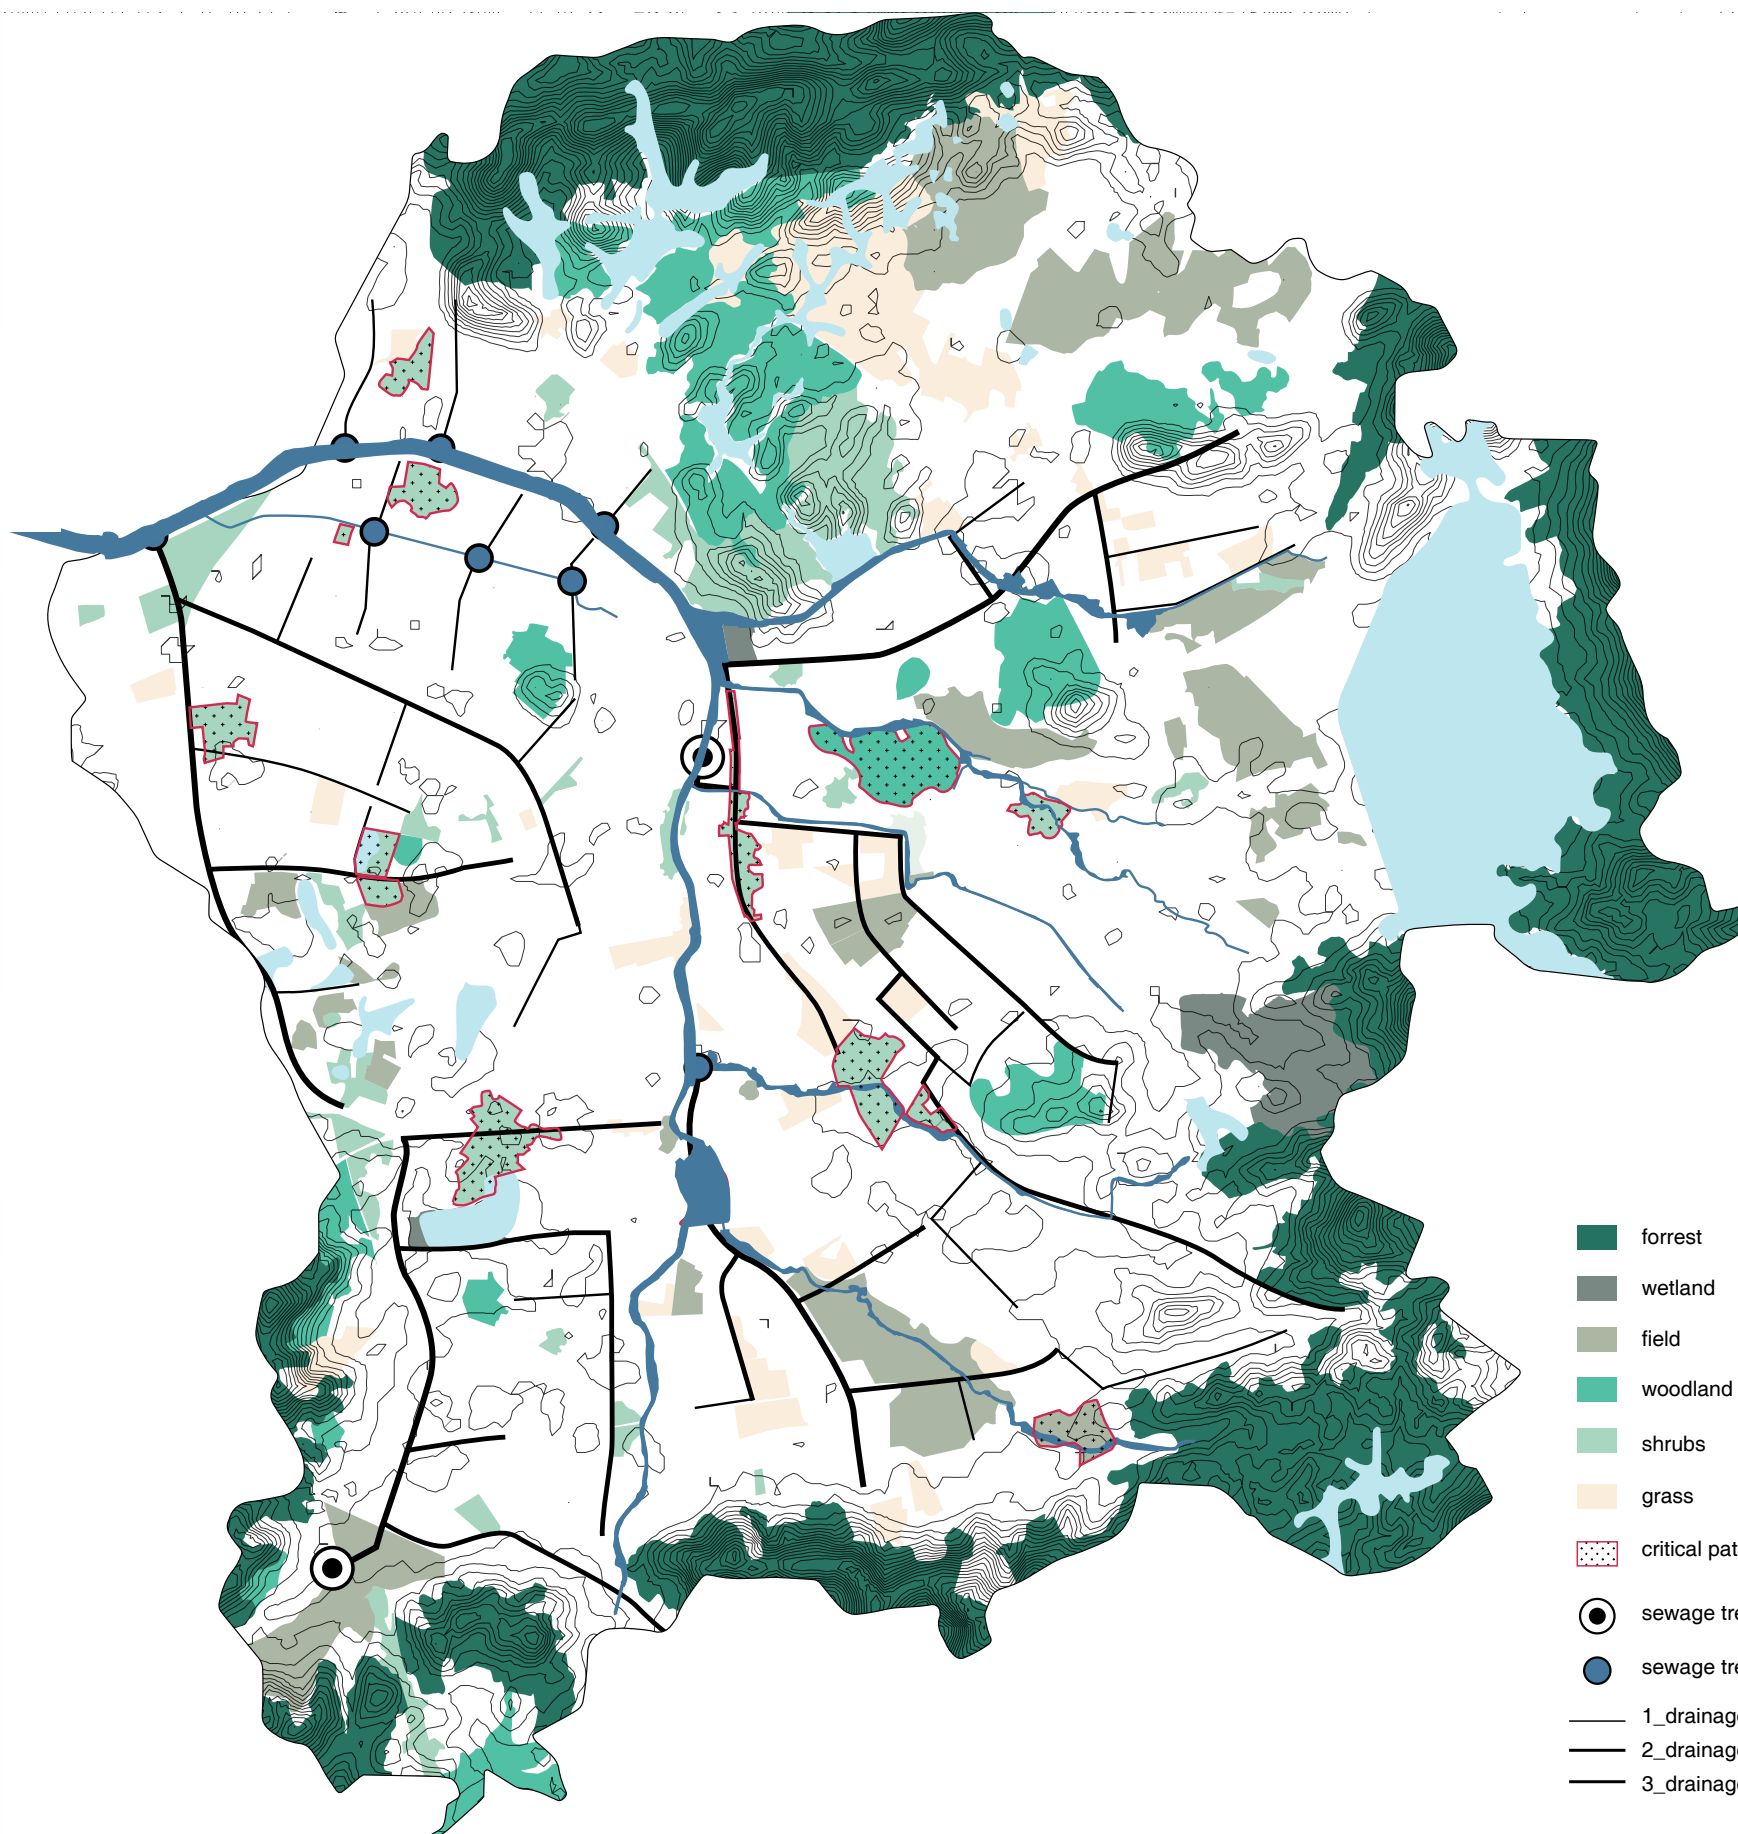 forrest
wetland
field
woodland
shrubs
grass
critical pat
sewage tre
sewage tre
1_drainag
2_drainag
3_drainag